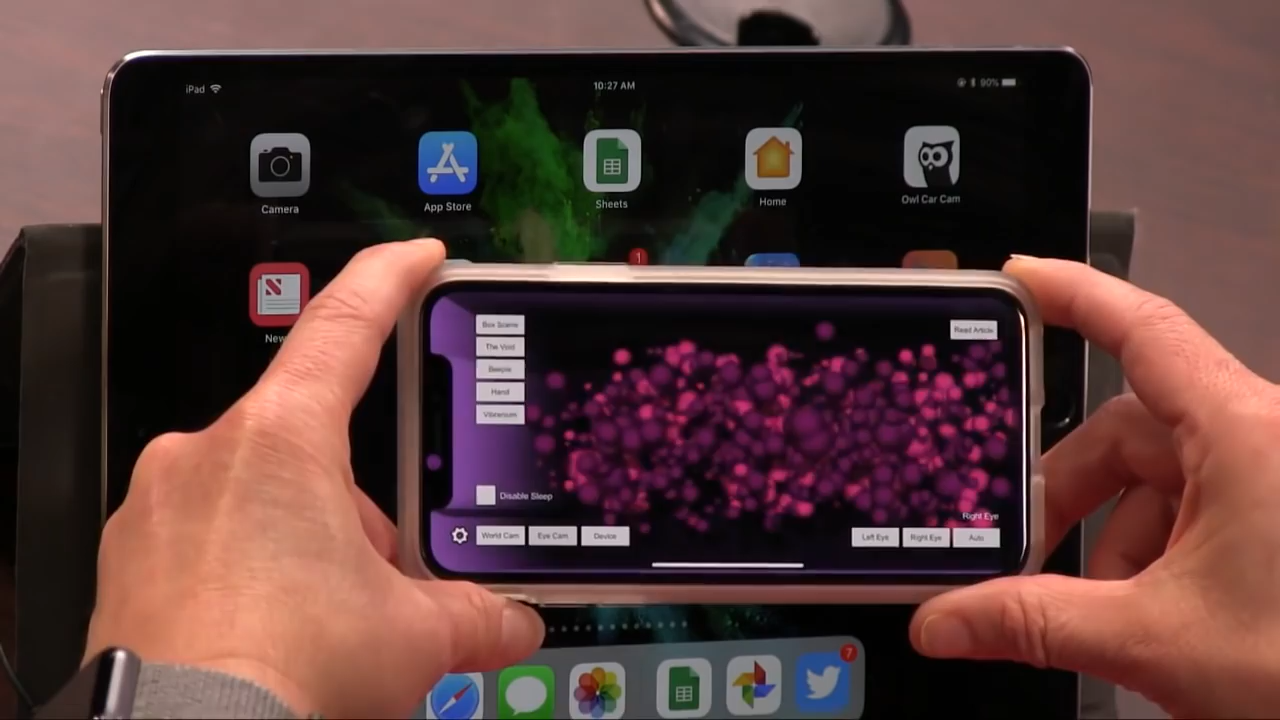 iPad
10:27 AM
90%
Camera
App Store
Sheets
Home
Owl Car Cam
New
1
Box Scene
The Void
Beeple
Hand
Vibranium
Read Article
Disable Sleep
Right Eye
World Cam
Eye Cam
Device
Left Eye
Right Eye
Auto
7